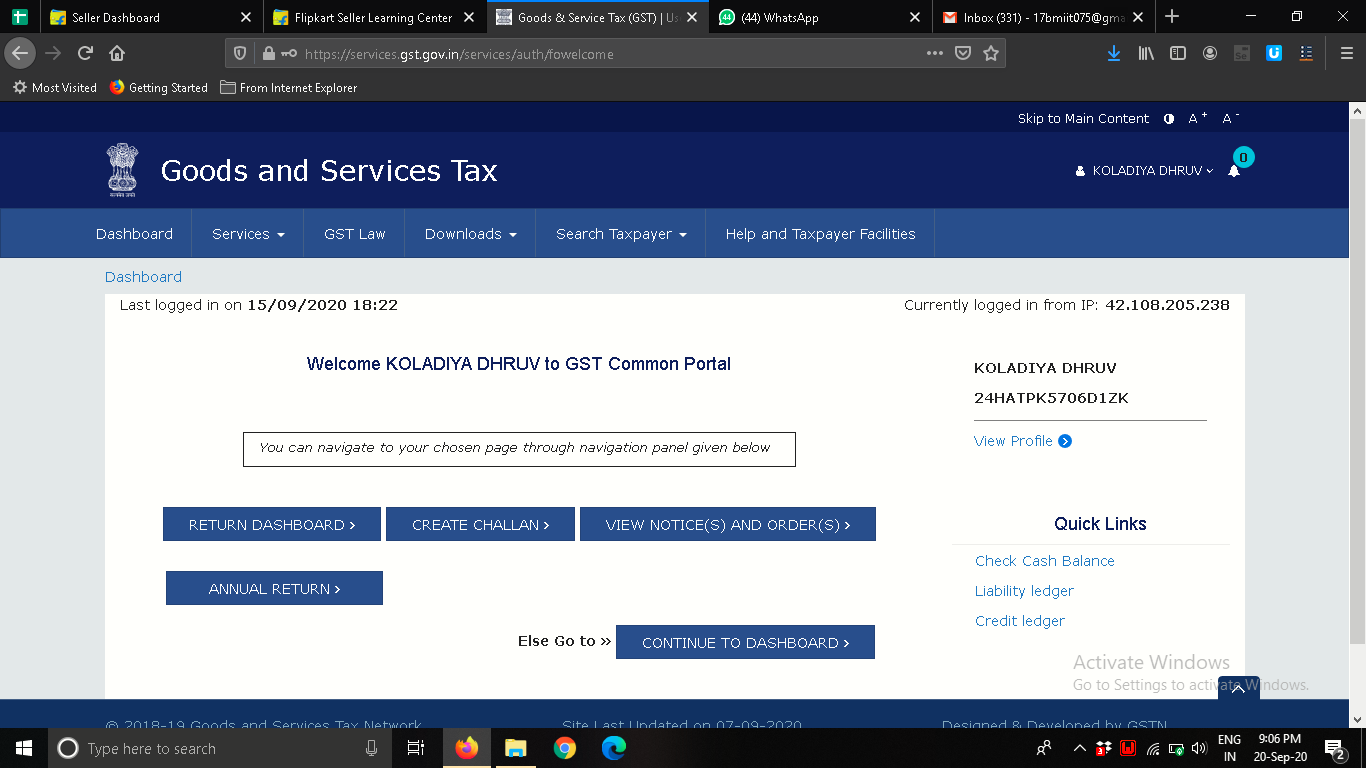 Seller Dashboard
Flipkart Seller Learning Center
Goods & Service Tax (GST) | Us
(44) WhatsApp
Inbox (331) - 17bmiit075@gma
https://services.gst.gov.in/services/auth/fowelcome
Most Visited
Getting Started
From Internet Explorer
Skip to Main Content
A +
A -
Goods and Services Tax
KOLADIYA DHRUV
0
Dashboard
Services
GST Law
Downloads
Search Taxpayer
Help and Taxpayer Facilities
Dashboard
Last logged in on 15/09/2020 18:22
Currently logged in from IP: 42.108.205.238
Welcome KOLADIYA DHRUV to GST Common Portal
KOLADIYA DHRUV
24HATPK5706D1ZK
View Profile
You can navigate to your chosen page through navigation panel given below
RETURN DASHBOARD >
CREATE CHALLAN >
VIEW NOTICE(S) AND ORDER(S) >
ANNUAL RETURN >
Else Go to »
CONTINUE TO DASHBOARD >
Quick Links
Check Cash Balance
Liability ledger
Credit ledger
Activate Windows
Go to Settings to activate Windows.
© 2018-19 Goods and Services Tax Network
Site Last Updated on 07-09-2020
Designed & Developed by GSTN
Type here to search
ENG
IN
9:06 PM
20-Sep-20
2